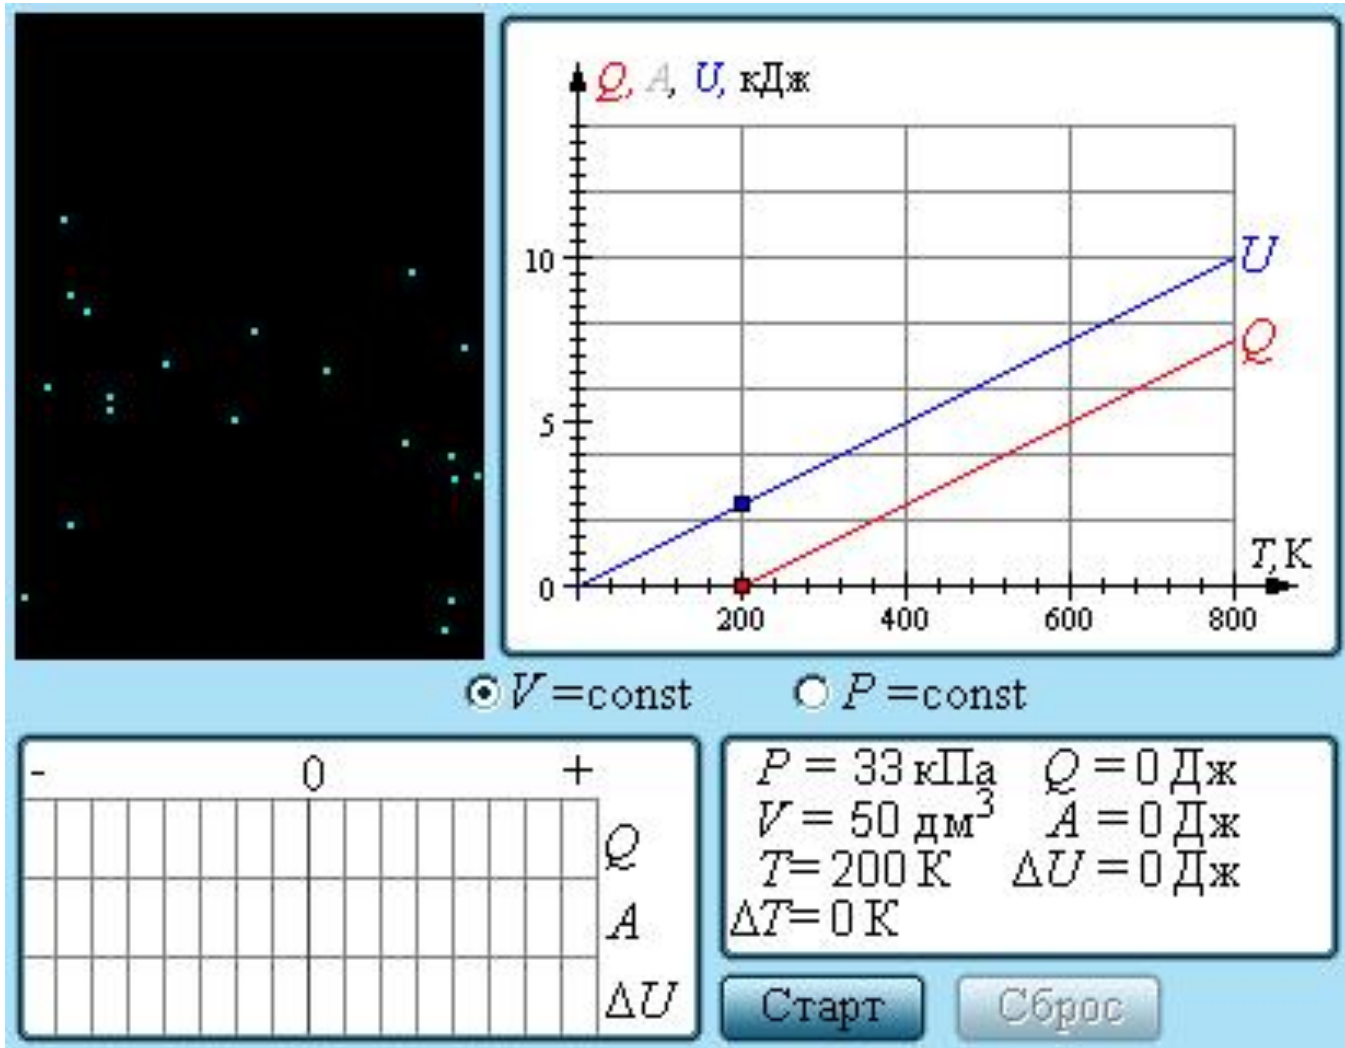 Q, A, U, кДж
10
U
Q
5
T, К
0
200 400 600 800
V = const P = const
- 0 +
Q
A
ΔU
P = 33 кПа Q = 0 Дж
V = 50 дм³ A = 0 Дж
T = 200 К ΔU = 0 Дж
ΔT = 0 К
Старт Сброс